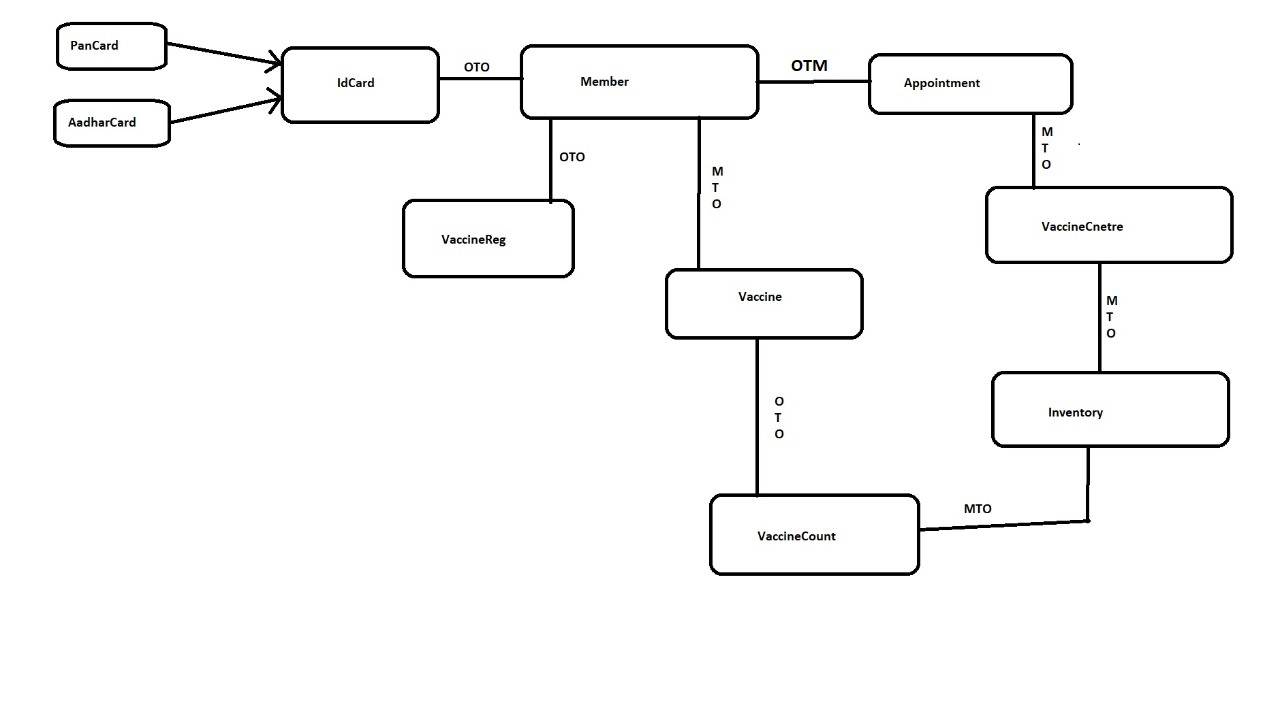 PanCard
AadharCard
IdCard
OTO
Member
OTM
Appointment
OTO
M
T
O
M
T
O
VaccineReg
VaccineCnetre
Vaccine
M
T
O
O
T
O
Inventory
MTO
VaccineCount